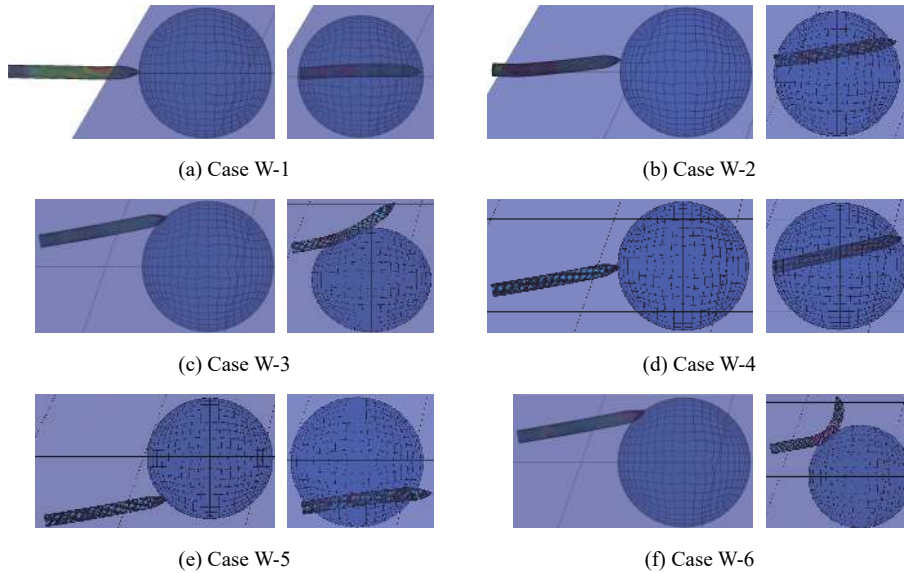 (a) Case W-1
(b) Case W-2
(c) Case W-3
(d) Case W-4
(e) Case W-5
(f) Case W-6